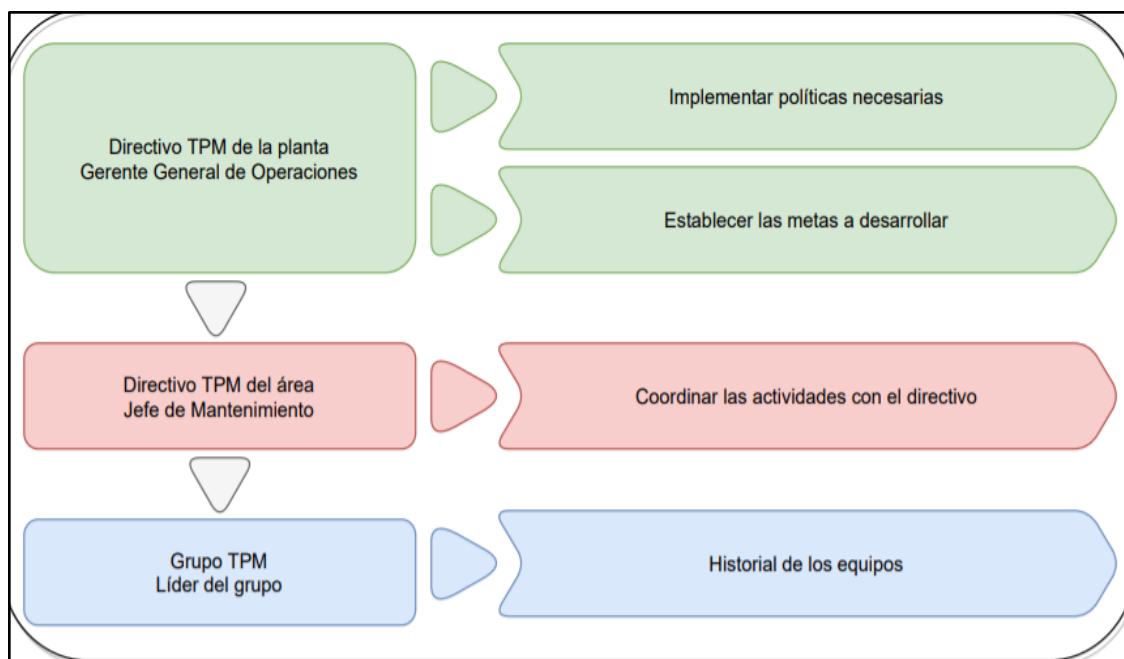 Directivo TPM de la planta
Gerente General de Operaciones
Implementar políticas necesarias
Establecer las metas a desarrollar
Directivo TPM del área
Jefe de Mantenimiento
Coordinar las actividades con el directivo
Grupo TPM
Líder del grupo
Historial de los equipos